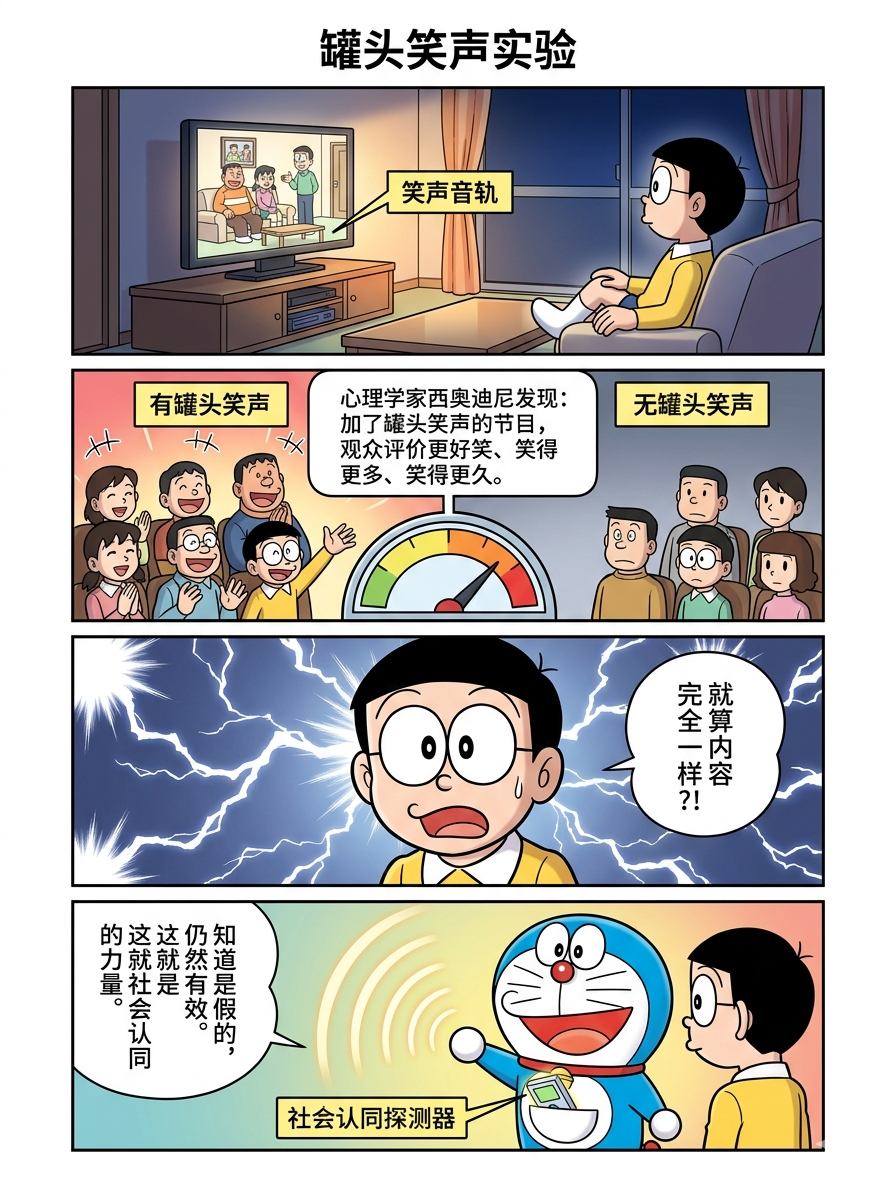 罐头笑声实验
笑声音轨
有罐头笑声
心理学家西奥迪尼发现：
加了罐头笑声的节目，
观众评价更好笑、笑得
更多、笑得更久。
无罐头笑声
就算内容
完全一样?!
知道是假的，
仍然有效。
这就是
这就社会认同
的力量。
社会认同探测器